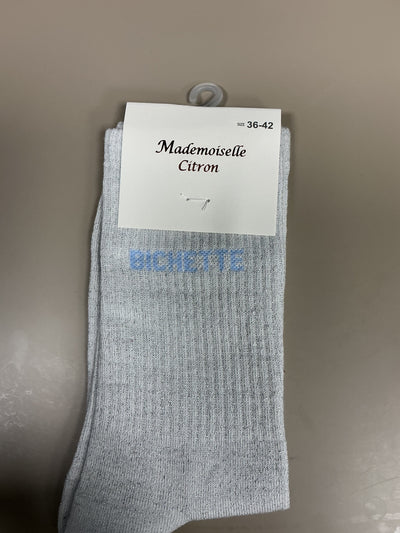 ≈ 36-42
Mademoiselle
Citron
BICHETTE